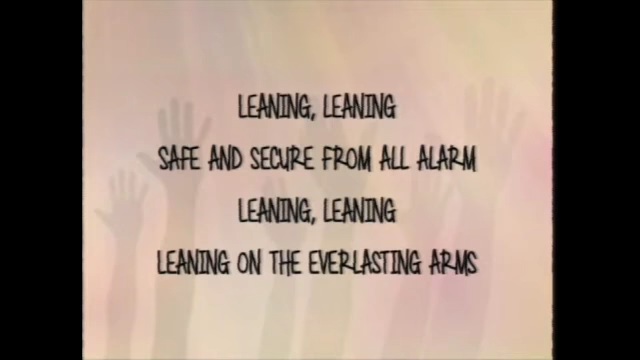 LEANING, LEANING
SAFE AND SECURE FROM ALL ALARM
LEANING, LEANING
LEANING ON THE EVERLASTING ARMS